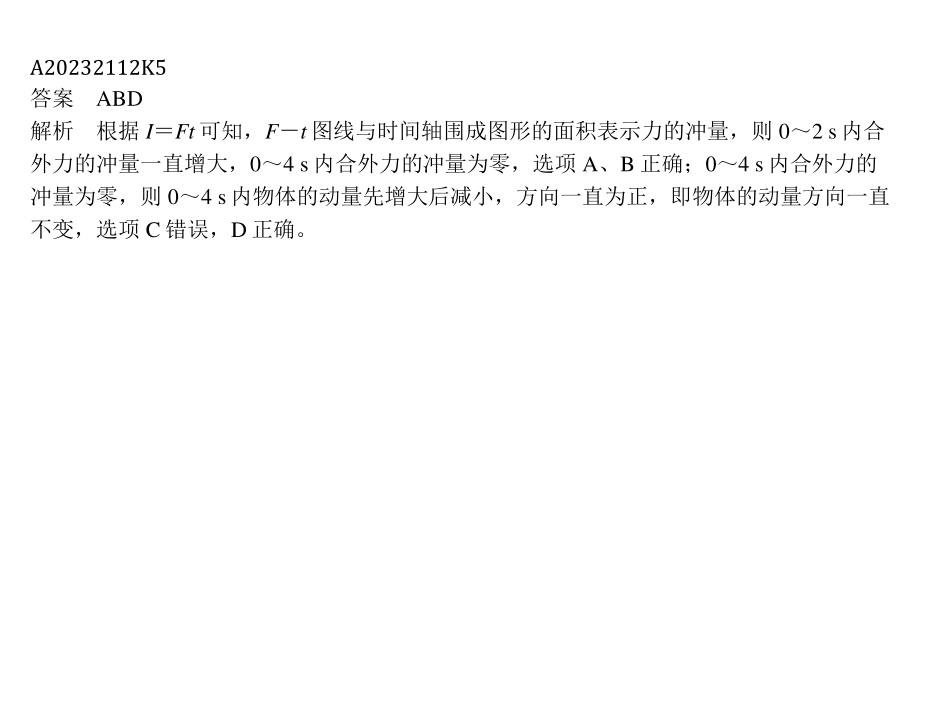 A20232112K5
答案　ABD
解析　根据 I＝Ft 可知，F－t 图线与时间轴围成图形的面积表示力的冲量，则 0～2 s 内合
外力的冲量一直增大，0～4 s 内合外力的冲量为零，选项 A、B 正确；0～4 s 内合外力的
冲量为零，则 0～4 s 内物体的动量先增大后减小，方向一直为正，即物体的动量方向一直
不变，选项 C 错误，D 正确。